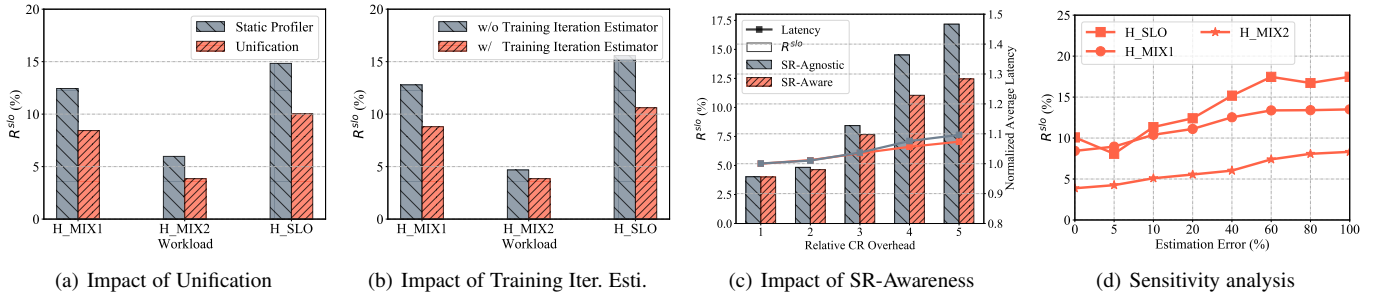 20
15
10
5
0
R^slo (%)
Static Profiler
Unification
H_MIX1 H_MIX2 H_SLO
Workload
(a) Impact of Unification
20
15
10
5
0
R^slo (%)
w/o Training Iteration Estimator
w/ Training Iteration Estimator
H_MIX1 H_MIX2 H_SLO
Workload
(b) Impact of Training Iter. Esti.
17.5
15.0
12.5
10.0
7.5
5.0
2.5
0.0
R^slo (%)
Latency
R^slo
SR-Agnostic
SR-Aware
1.5
1.4
1.3
1.2
1.1
1.0
0.9
0.8
Normalized Average Latency
1 2 3 4 5
Relative CR Overhead
(c) Impact of SR-Awareness
25
20
15
10
5
0
R^slo (%)
H_SLO
H_MIX1
H_MIX2
0 5 10 20 40 60 80 100
Estimation Error (%)
(d) Sensitivity analysis